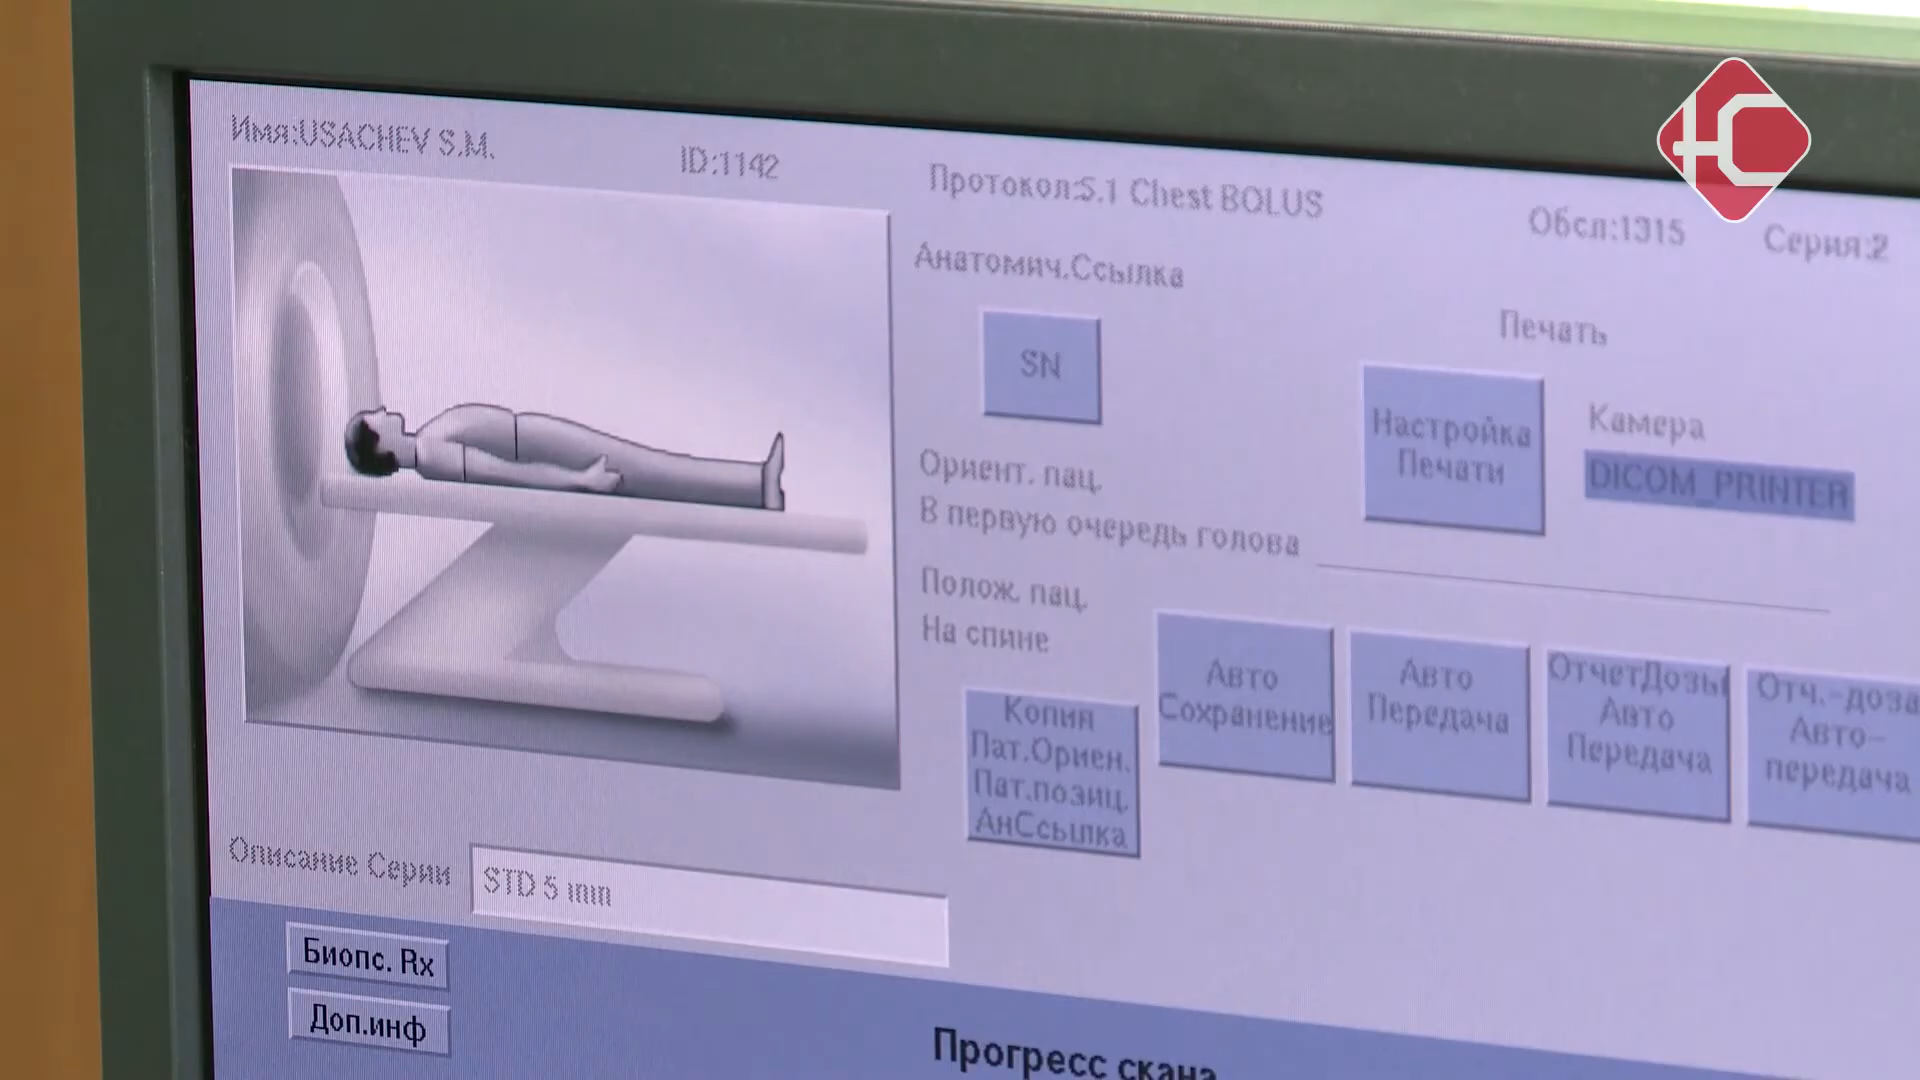 Имя:USACHEV S.M.
ID:1142
Протокол:5.1 Chest BOLUS
Обсл:1315
Серия:2
Анатомич.Ссылка
SN
Печать
Настройка
Печати
Камера
DICOM_PRINTER
Ориент. пац.
В первую очередь голова
Полож. пац.
На спине
Копия
Пат.Ориен.
Пат.позиц.
АнСсылка
Авто
Сохранение
Авто
Передача
ОтчетДозы
Авто
Передача
Отч.-доза
Авто-
передача
Описание Серии
STD 5 mm
Биопс. Rx
Доп.инф
Прогресс скана
ЮС